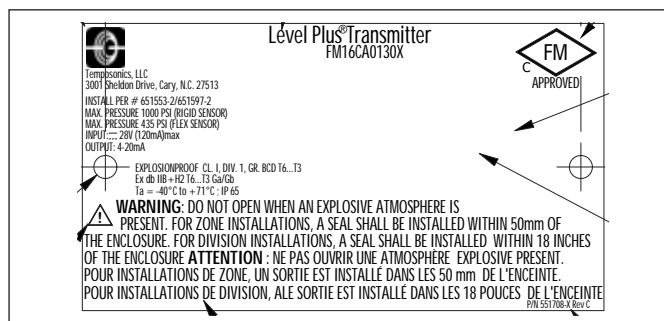 Level Plus®Transmitter
FM16CA0130X
C FM
APPROVED
Temposonics, LLC
3001 Sheldon Drive, Cary, N.C. 27513
INSTALL PER # 651553-2/651597-2
MAX. PRESSURE 1000 PSI (RIGID SENSOR)
MAX. PRESSURE 435 PSI (FLEX SENSOR)
INPUT:⎓ 28V (120mA)max
OUTPUT: 4-20mA
EXPLOSIONPROOF CL. I, DIV. 1, GR. BCD T6...T3
Ex db IIB+H2 T6...T3 Ga/Gb
Ta = -40°C to +71°C ; IP 65
WARNING: DO NOT OPEN WHEN AN EXPLOSIVE ATMOSPHERE IS
PRESENT. FOR ZONE INSTALLATIONS, A SEAL SHALL BE INSTALLED WITHIN 50mm OF
THE ENCLOSURE. FOR DIVISION INSTALLATIONS, A SEAL SHALL BE INSTALLED WITHIN 18 INCHES
OF THE ENCLOSURE ATTENTION : NE PAS OUVRIR UNE ATMOSPHÈRE EXPLOSIVE PRESENT.
POUR INSTALLATIONS DE ZONE, UN SORTIE EST INSTALLÉ DANS LES 50 mm DE L'ENCEINTE.
POUR INSTALLATIONS DE DIVISION, ALE SORTIE EST INSTALLÉ DANS LES 18 POUCES DE L'ENCEINTE
P/N 551708-X Rev C